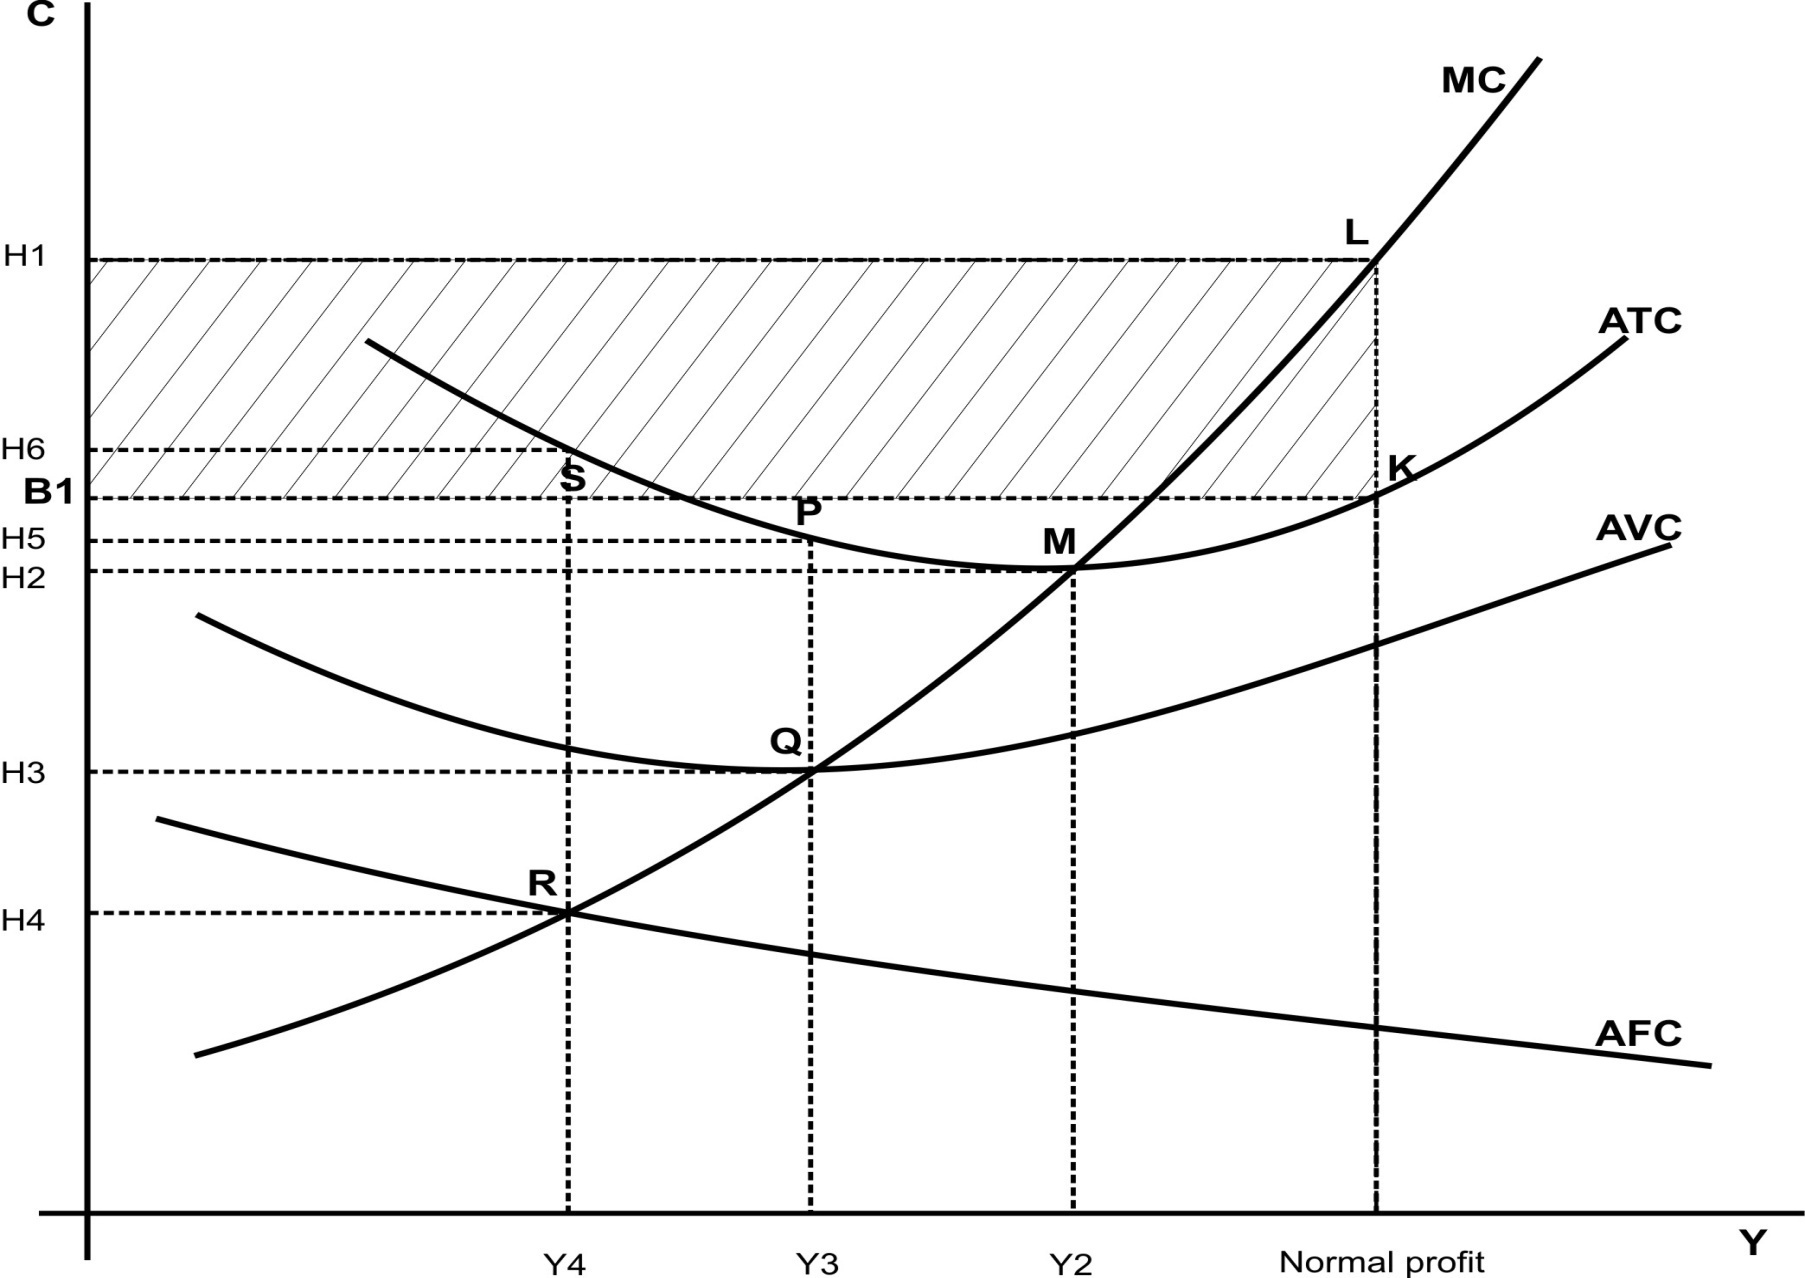 C
MC
L
H1
ATC
H6
K
S
B1
P
AVC
H5
M
H2
Q
H3
R
H4
AFC
Y
Y4
Y3
Y2
Normal profit